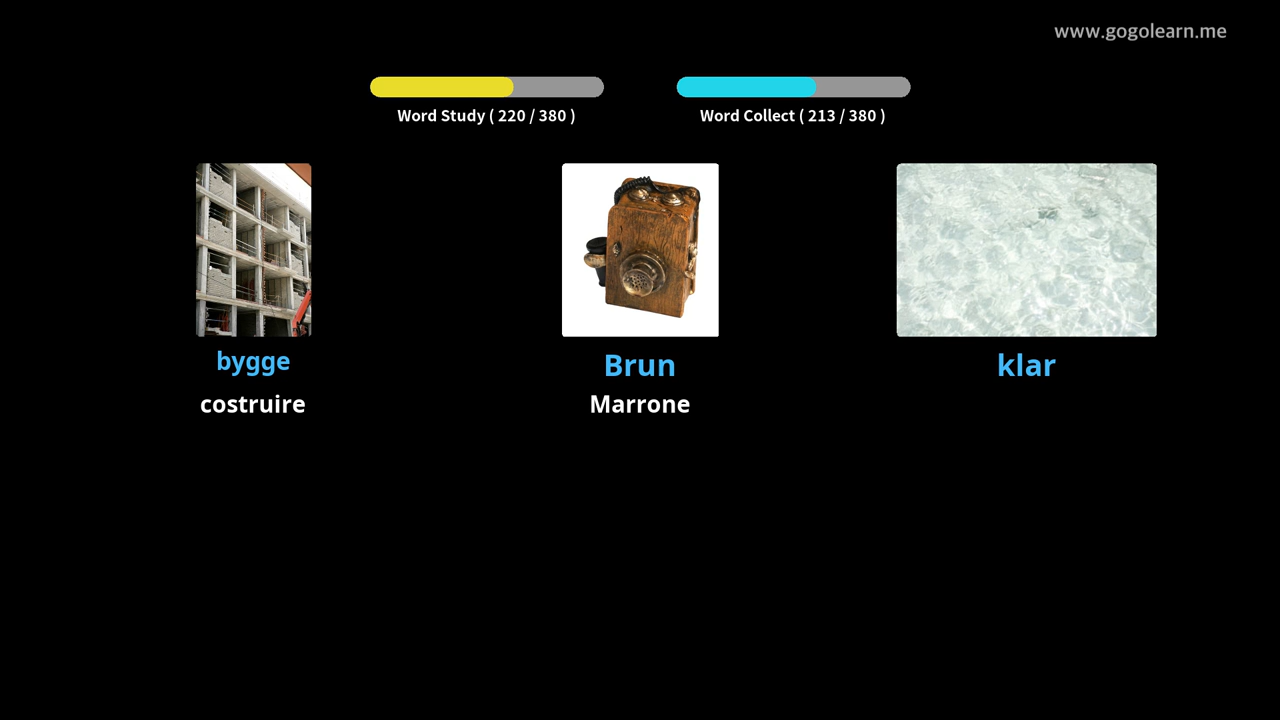 www.gogolearn.me
Word Study ( 220 / 380 )
Word Collect ( 213 / 380 )
bygge
costruire
Brun
Marrone
klar